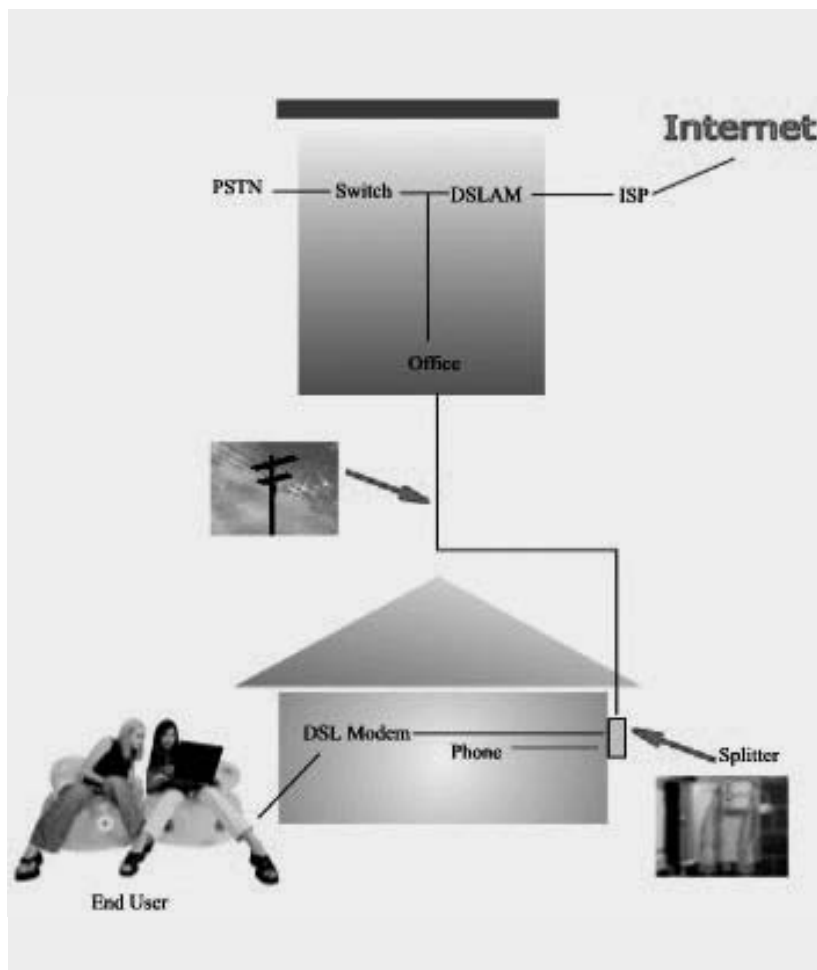 Internet
PSTN
Switch
DSLAM
ISP
Office
DSL Modem
Phone
Splitter
End User